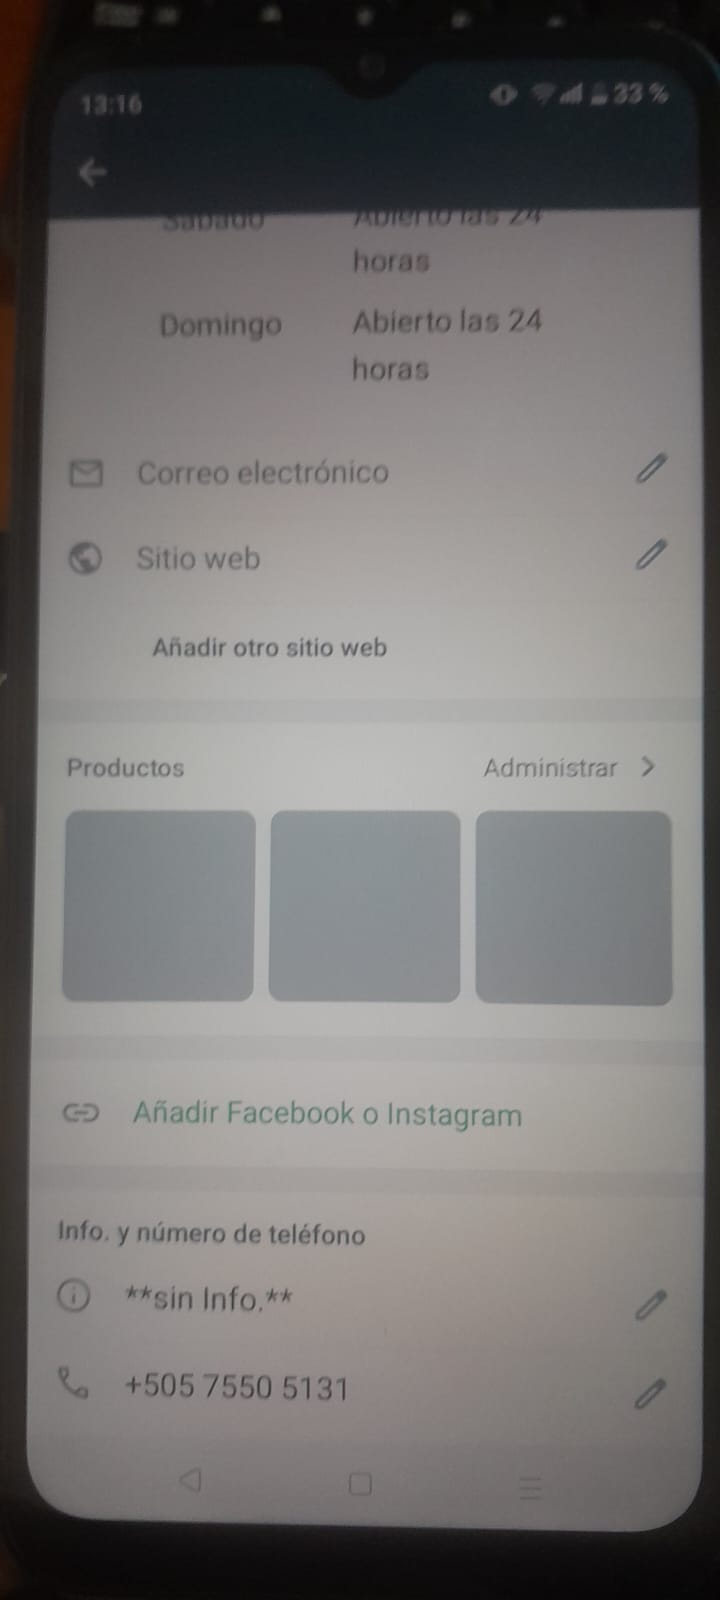 13:16
33 %
Sábado
Abierto las 24
horas
Domingo
Abierto las 24
horas
Correo electrónico
Sitio web
Añadir otro sitio web
Productos
Administrar
Añadir Facebook o Instagram
Info. y número de teléfono
**sin Info.**
+505 7550 5131